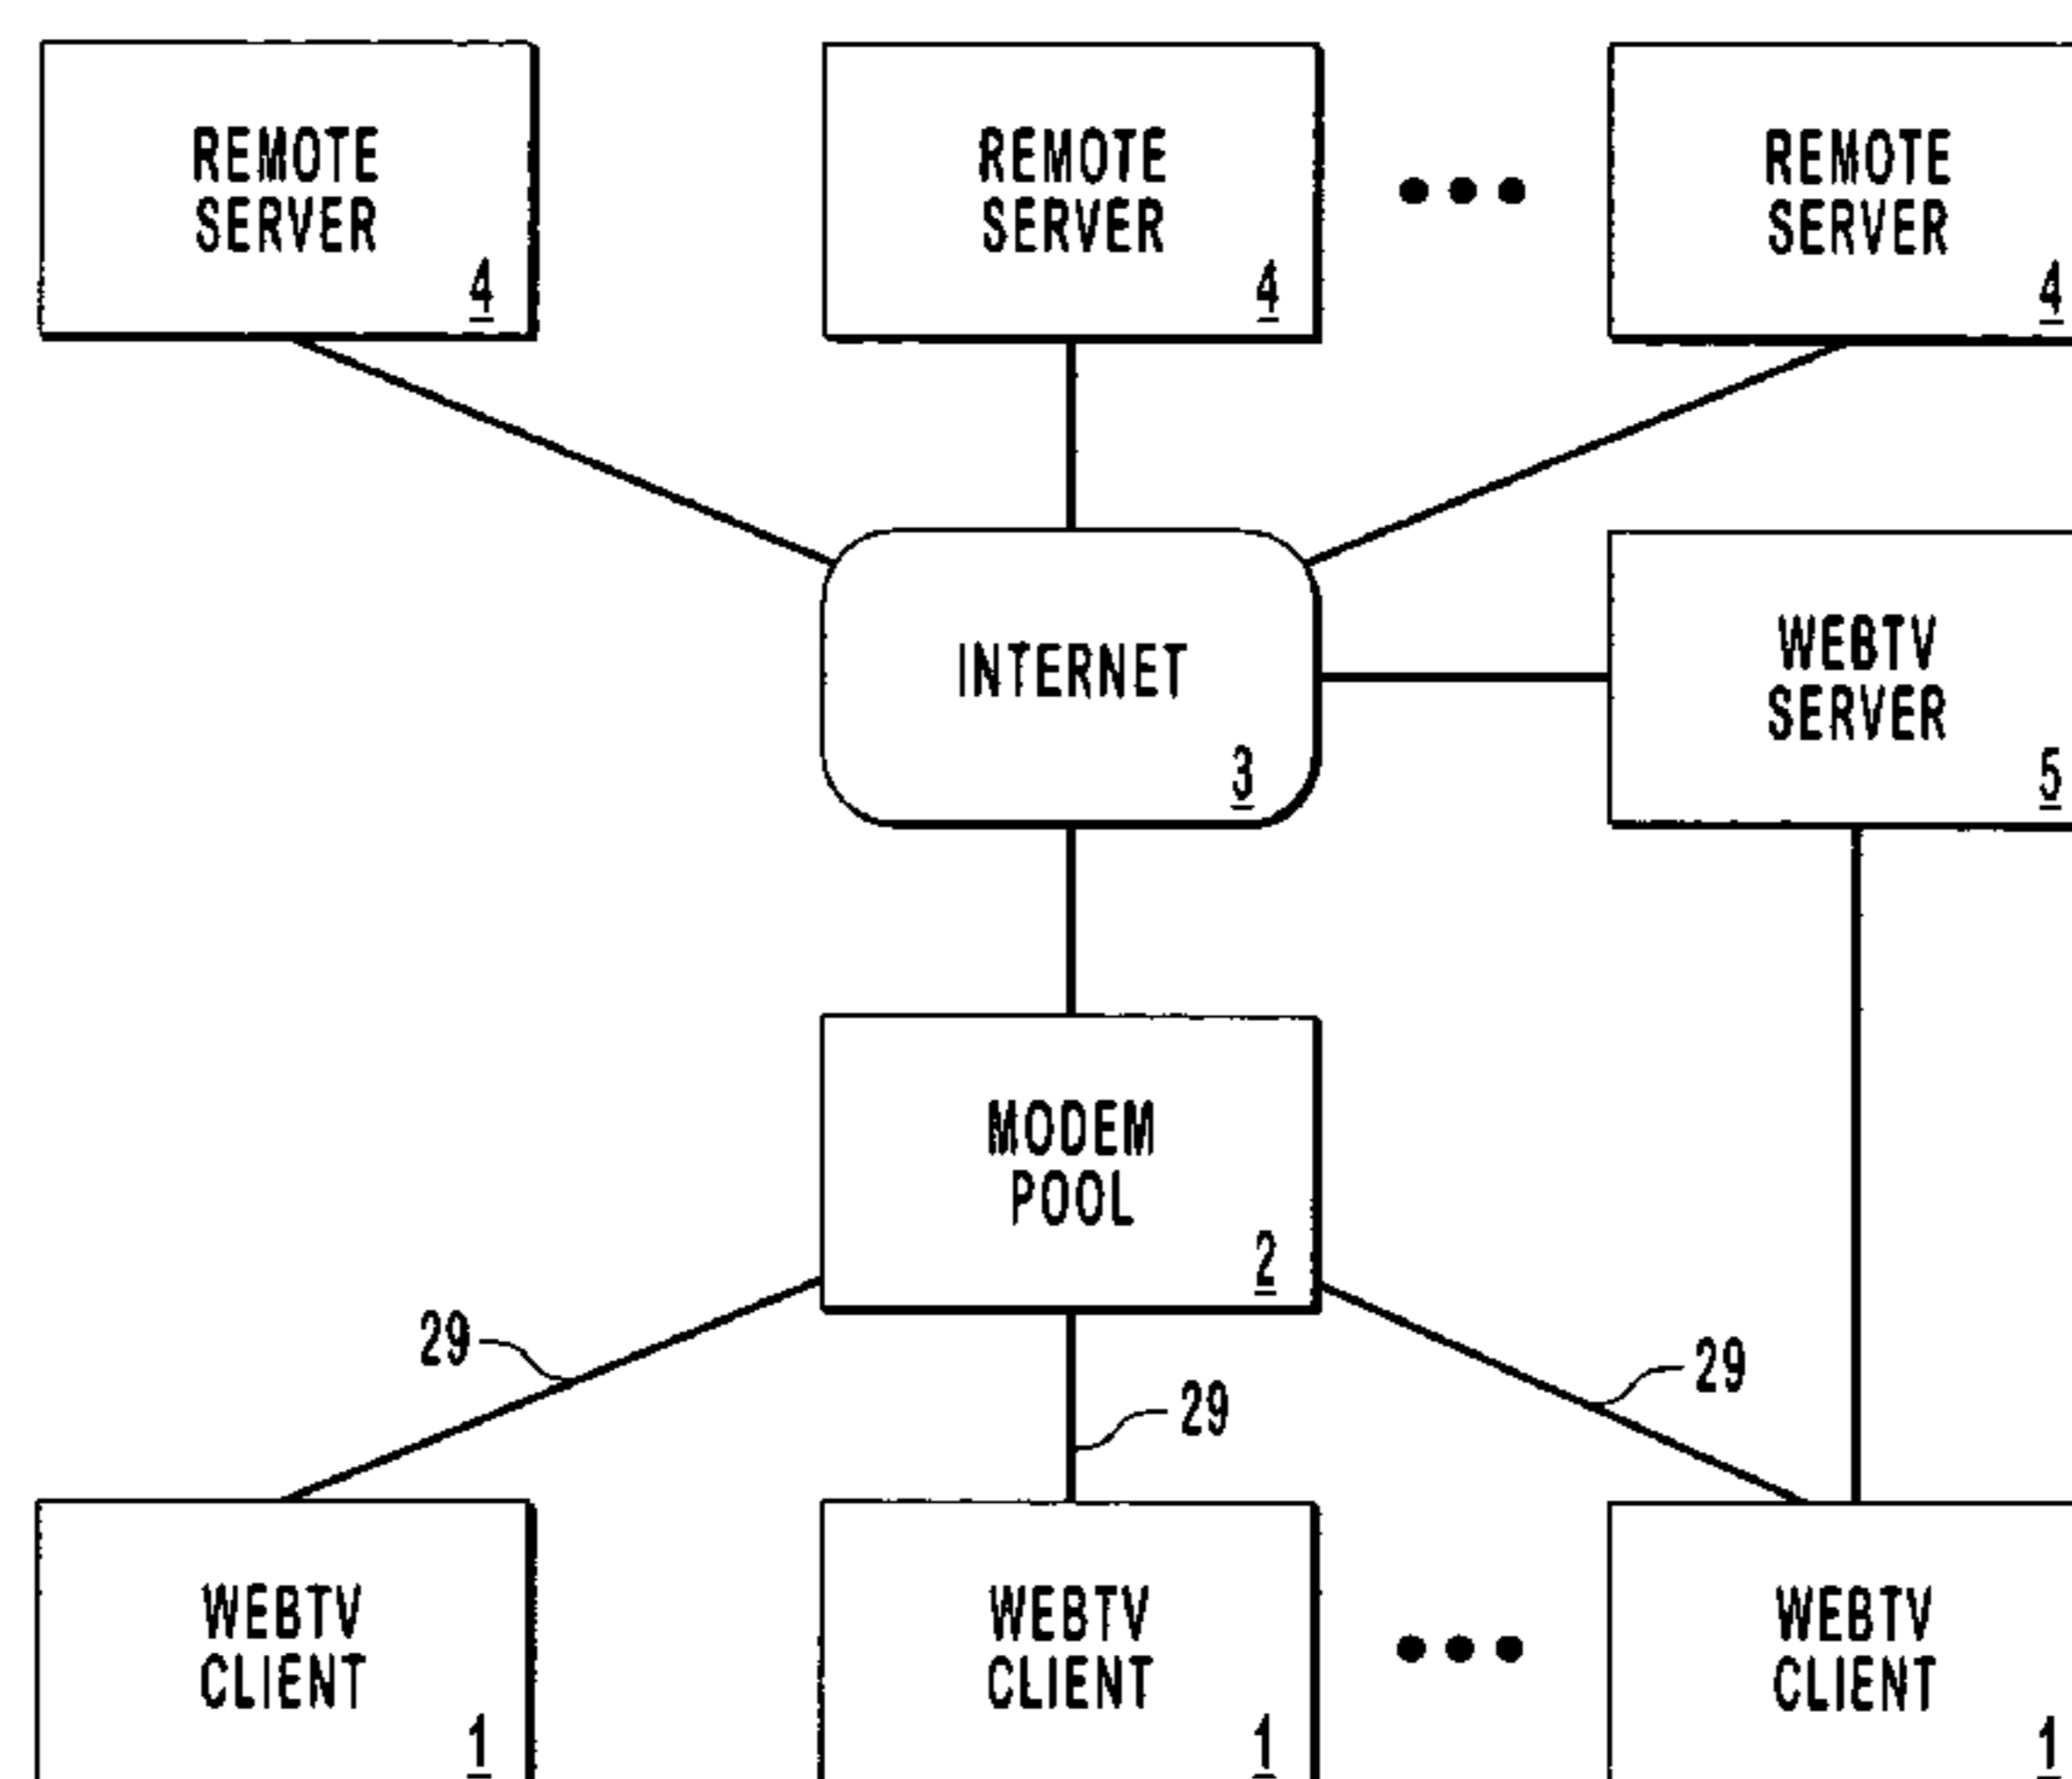 REMOTE
SERVER
4
REMOTE
SERVER
4
REMOTE
SERVER
4
INTERNET
3
WEBTV
SERVER
5
MODEM
POOL
2
29
29
29
WEBTV
CLIENT
1
WEBTV
CLIENT
1
WEBTV
CLIENT
1